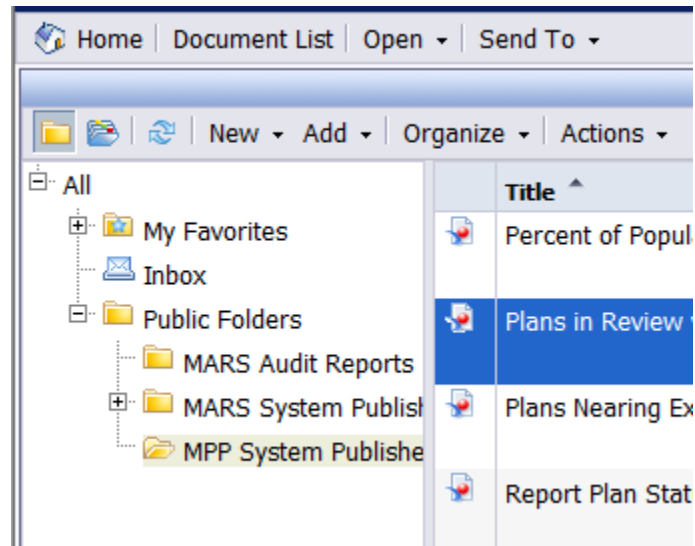 Home Document List Open Send To
New Add Organize Actions
All
My Favorites
Inbox
Public Folders
MARS Audit Reports
MARS System Publish
MPP System Publishe
Title
Percent of Popul
Plans in Review
Plans Nearing Ex
Report Plan Stat